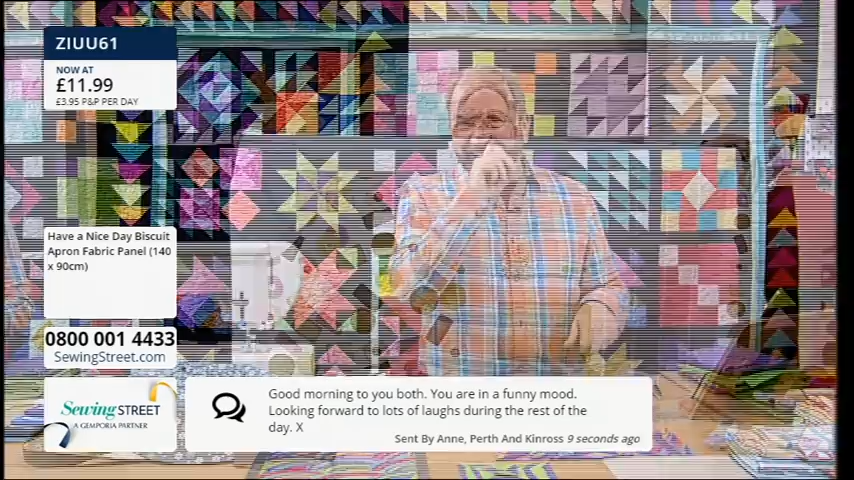 ZIUU61
NOW AT
£11.99
£3.95 P&P PER DAY
Have a Nice Day Biscuit
Apron Fabric Panel (140
x 90cm)
0800 001 4433
SewingStreet.com
Sewing STREET
A GEMPORIA PARTNER
Good morning to you both. You are in a funny mood.
Looking forward to lots of laughs during the rest of the
day. X
Sent By Anne, Perth And Kinross 9 seconds ago